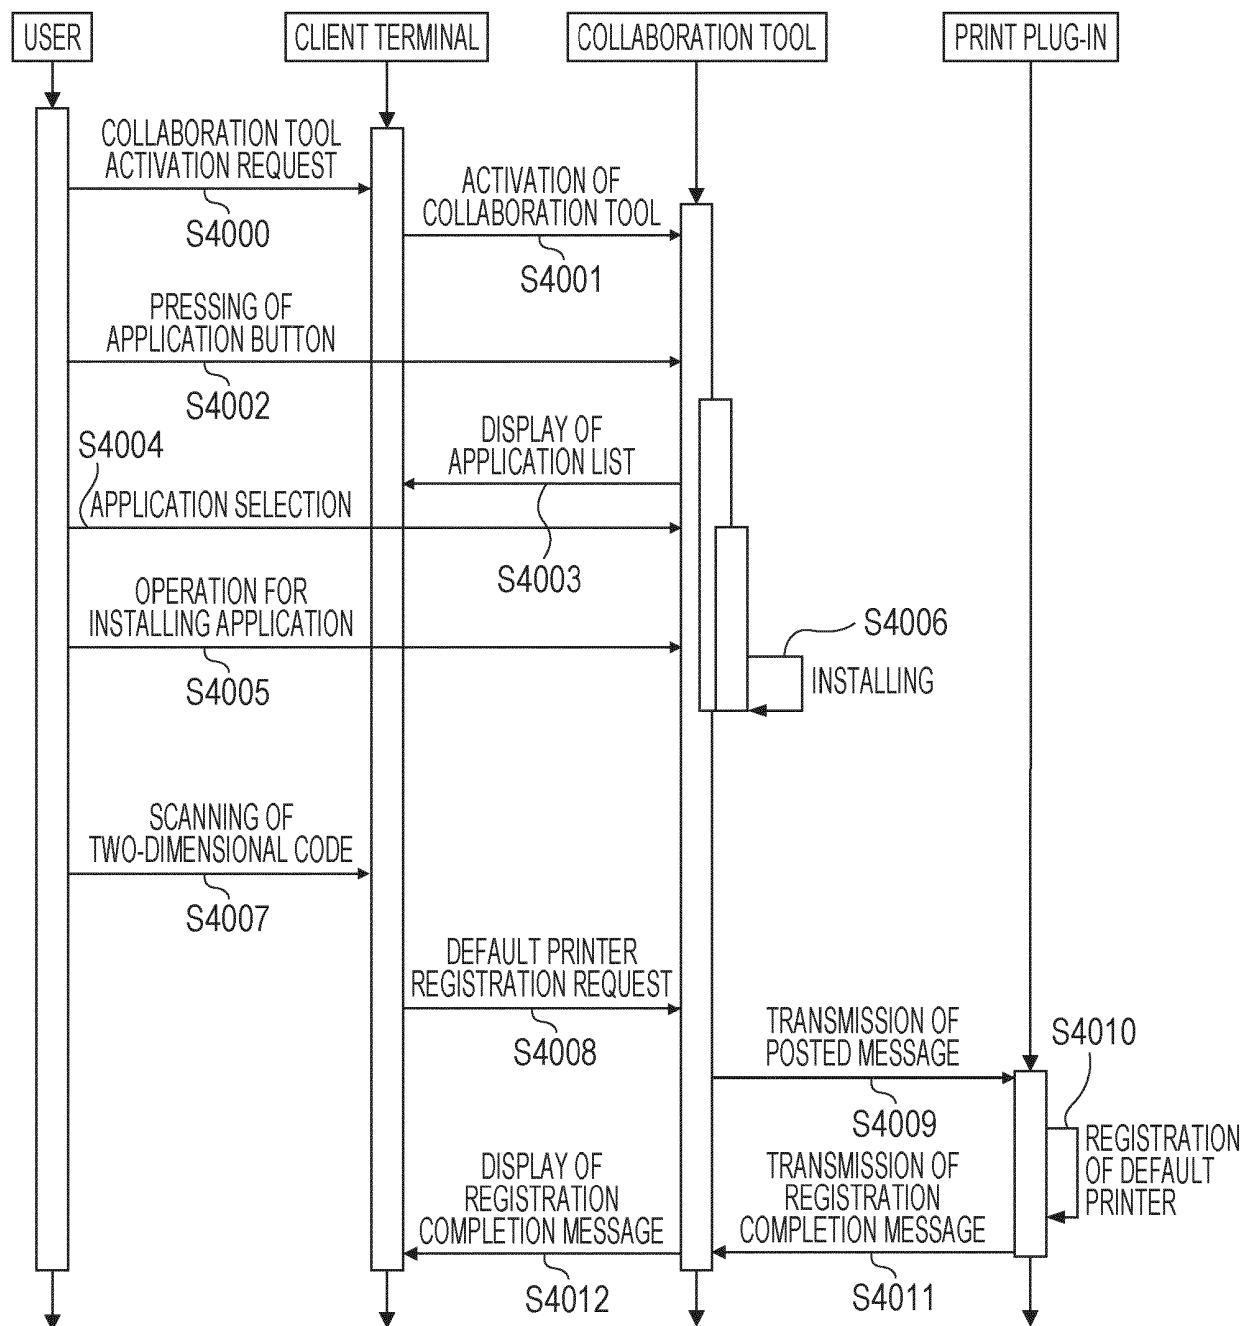 USER
CLIENT TERMINAL
COLLABORATION TOOL
PRINT PLUG-IN
COLLABORATION TOOL
ACTIVATION REQUEST
S4000
ACTIVATION OF
COLLABORATION TOOL
S4001
PRESSING OF
APPLICATION BUTTON
S4002
DISPLAY OF
APPLICATION LIST
S4003
S4004
APPLICATION SELECTION
OPERATION FOR
INSTALLING APPLICATION
S4005
S4006
INSTALLING
SCANNING OF
TWO-DIMENSIONAL CODE
S4007
DEFAULT PRINTER
REGISTRATION REQUEST
S4008
TRANSMISSION OF
POSTED MESSAGE
S4009
S4010
REGISTRATION
OF DEFAULT
PRINTER
TRANSMISSION OF
REGISTRATION
COMPLETION MESSAGE
S4011
DISPLAY OF
REGISTRATION
COMPLETION MESSAGE
S4012